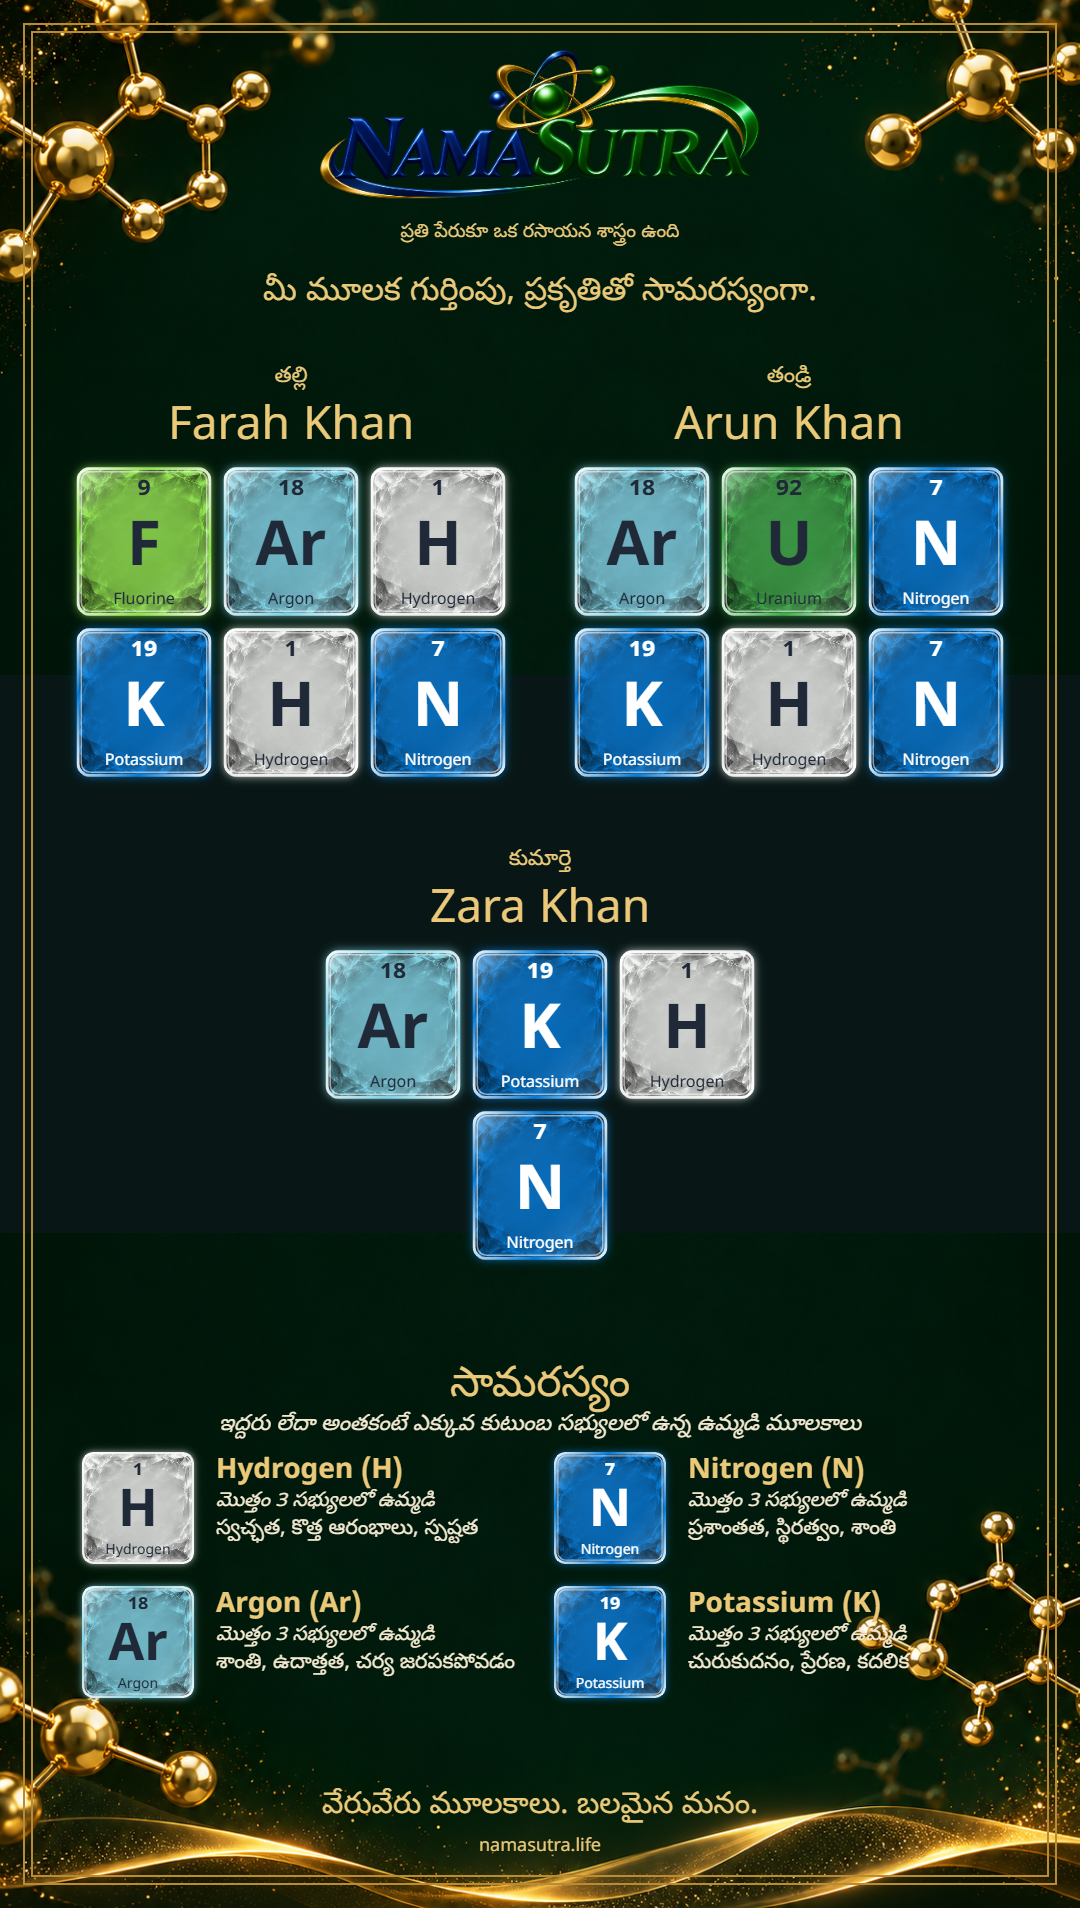 NAMASUTRA
ప్రతి పేరుకూ ఒక రసాయన శాస్త్రం ఉంది
మీ మూలక గుర్తింపు, ప్రకృతితో సామరస్యంగా.
తల్లి
Farah Khan
9 18 1
F Ar H
Fluorine Argon Hydrogen
19 1 7
K H N
Potassium Hydrogen Nitrogen
తండ్రి
Arun Khan
18 92 7
Ar U N
Argon Uranium Nitrogen
19 1 7
K H N
Potassium Hydrogen Nitrogen
కుమార్తె
Zara Khan
18 19 1
Ar K H
Argon Potassium Hydrogen
7
N
Nitrogen
సామరస్యం
ఇద్దరు లేదా అంతకంటే ఎక్కువ కుటుంబ సభ్యులలో ఉన్న ఉమ్మడి మూలకాలు
1
H
Hydrogen
Hydrogen (H)
మొత్తం 3 సభ్యులలో ఉమ్మడి
స్వచ్ఛత, కొత్త ఆరంభాలు, స్పష్టత
7
N
Nitrogen
Nitrogen (N)
మొత్తం 3 సభ్యులలో ఉమ్మడి
ప్రశాంతత, స్థిరత్వం, శాంతి
18
Ar
Argon
Argon (Ar)
మొత్తం 3 సభ్యులలో ఉమ్మడి
శాంతి, ఉదాత్తత, చర్య జరపకపోవడం
19
K
Potassium
Potassium (K)
మొత్తం 3 సభ్యులలో ఉమ్మడి
చురుకుదనం, ప్రేరణ, కదలిక
వేరువేరు మూలకాలు. బలమైన మనం.
namasutra.life